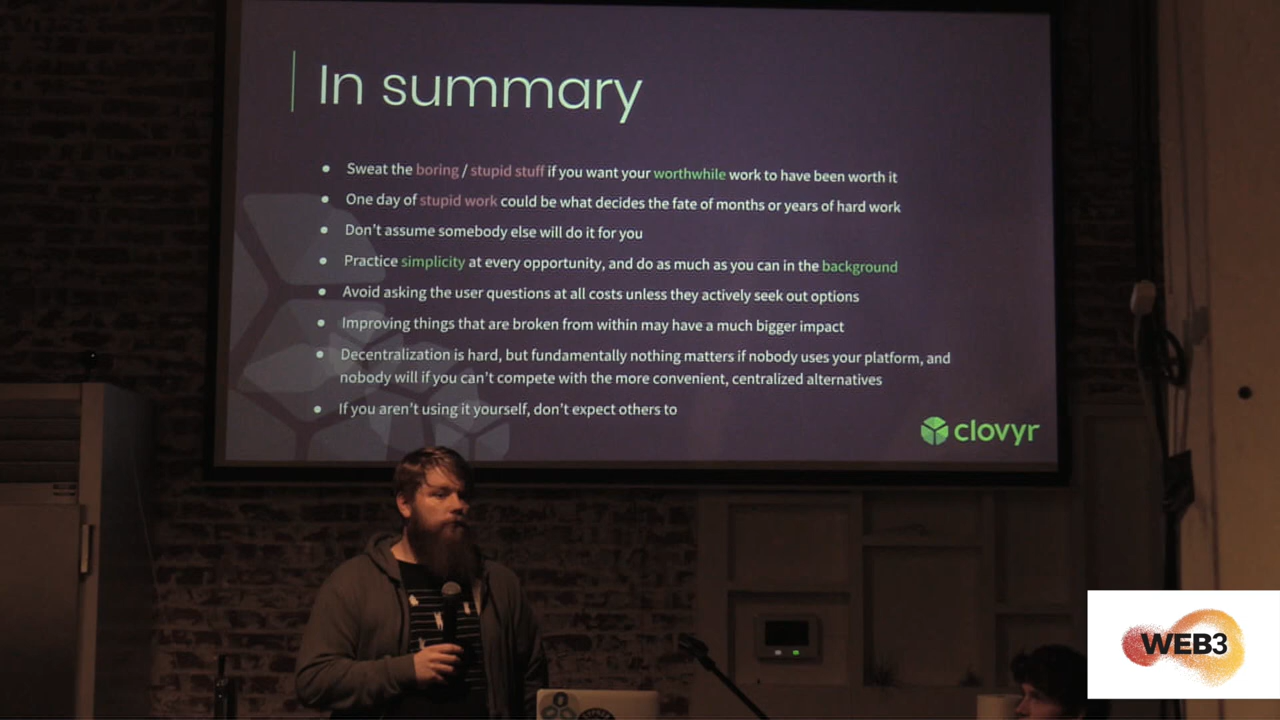 In summary
Sweat the boring / stupid stuff if you want your worthwhile work to have been worth it
One day of stupid work could be what decides the fate of months or years of hard work
Don't assume somebody else will do it for you
Practice simplicity at every opportunity, and do as much as you can in the background
Avoid asking the user questions at all costs unless they actively seek out options
Improving things that are broken from within may have a much bigger impact
Decentralization is hard, but fundamentally nothing matters if nobody uses your platform, and
nobody will if you can't compete with the more convenient, centralized alternatives
If you aren't using it yourself, don't expect others to
clovyr
WEB3